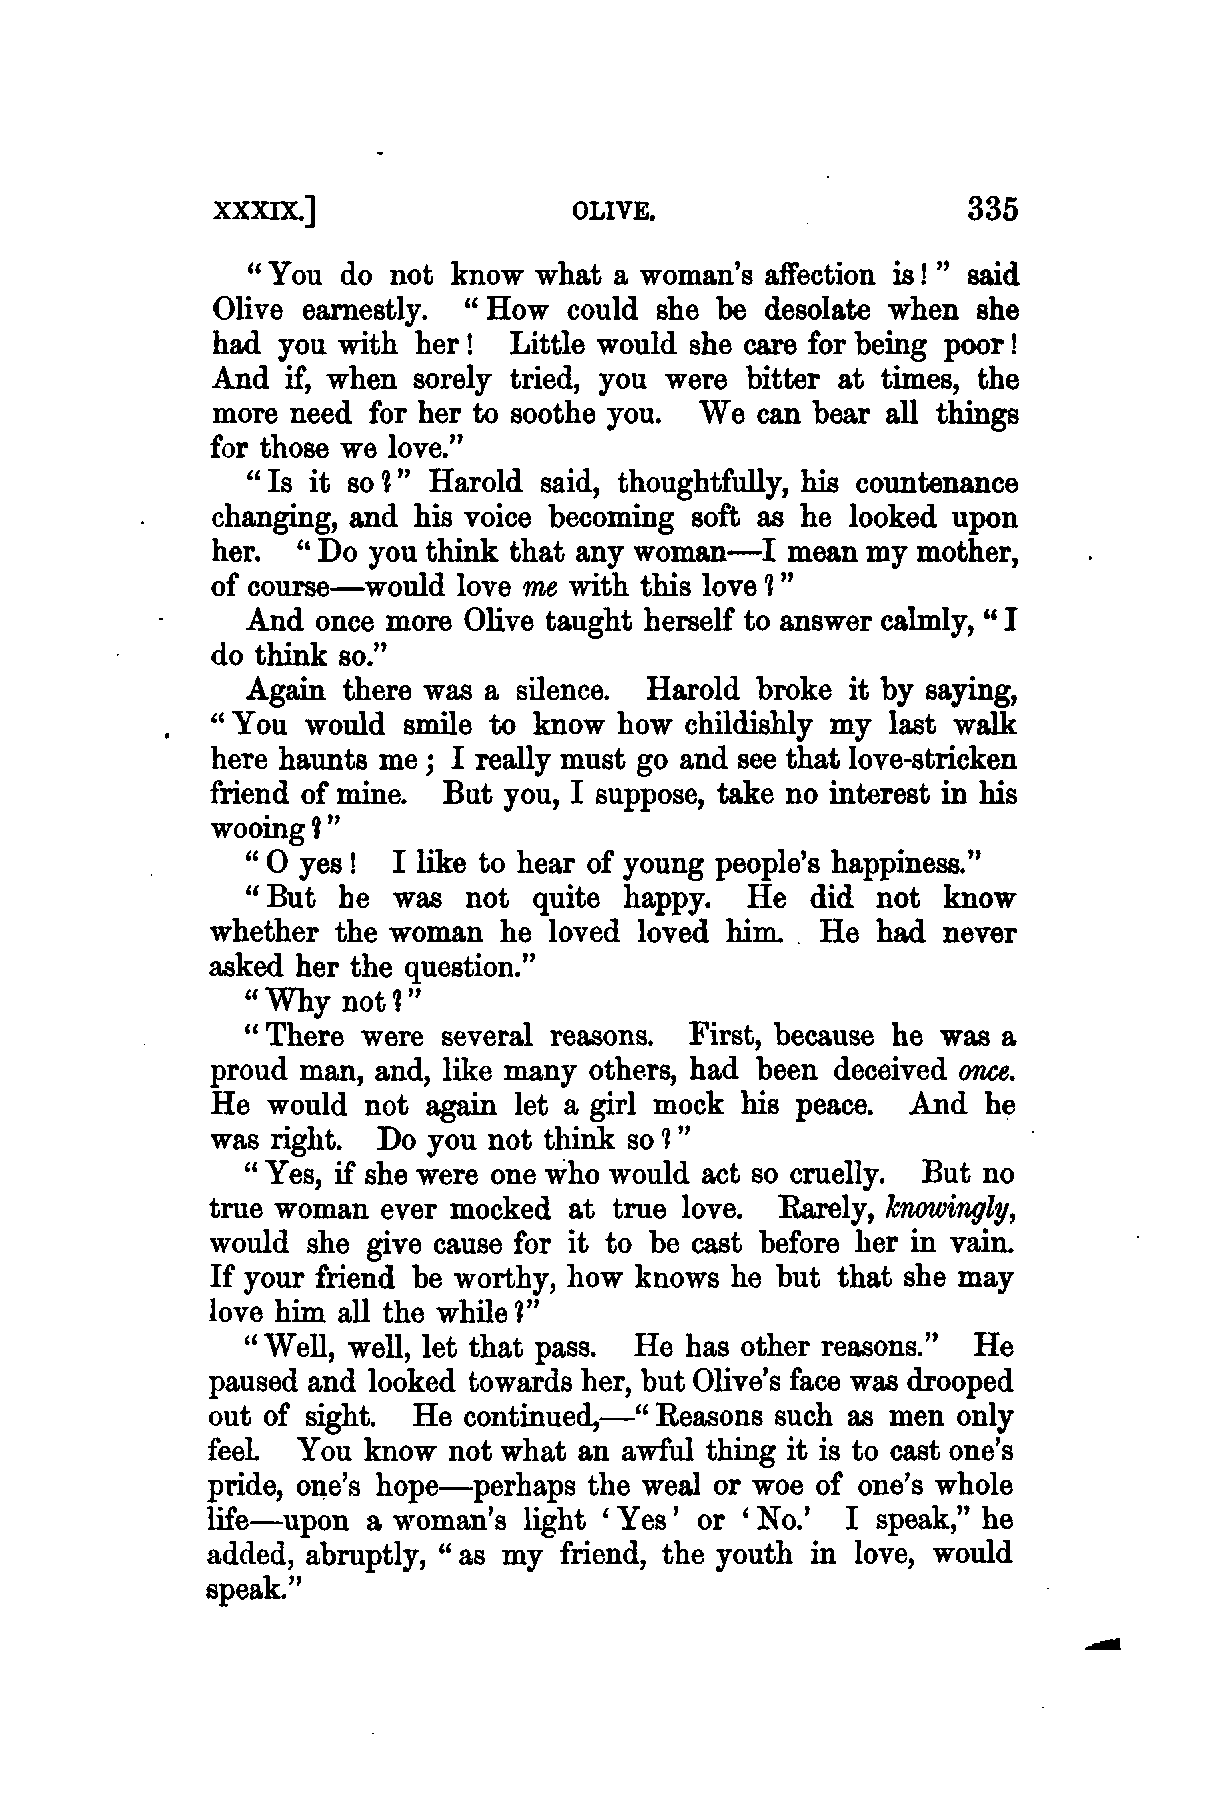 XXXIX.] OLIVE. 335
"You do not know what a woman's affection is!" said
Olive earnestly. "How could she be desolate when she
had you with her! Little would she care for being poor!
And if, when sorely tried, you were bitter at times, the
more need for her to soothe you. We can bear all things
for those we love."
"Is it so?" Harold said, thoughtfully, his countenance
changing, and his voice becoming soft as he looked upon
her. "Do you think that any woman—I mean my mother,
of course—would love me with this love?"
And once more Olive taught herself to answer calmly, "I
do think so."
Again there was a silence. Harold broke it by saying,
"You would smile to know how childishly my last walk
here haunts me; I really must go and see that love-stricken
friend of mine. But you, I suppose, take no interest in his
wooing?"
"O yes! I like to hear of young people's happiness."
"But he was not quite happy. He did not know
whether the woman he loved loved him. He had never
asked her the question."
"Why not?"
"There were several reasons. First, because he was a
proud man, and, like many others, had been deceived once.
He would not again let a girl mock his peace. And he
was right. Do you not think so?"
"Yes, if she were one who would act so cruelly. But no
true woman ever mocked at true love. Rarely, knowingly,
would she give cause for it to be cast before her in vain.
If your friend be worthy, how knows he but that she may
love him all the while?"
"Well, well, let that pass. He has other reasons." He
paused and looked towards her, but Olive's face was drooped
out of sight. He continued,—"Reasons such as men only
feel. You know not what an awful thing it is to cast one's
pride, one's hope—perhaps the weal or woe of one's whole
life—upon a woman's light 'Yes' or 'No.' I speak," he
added, abruptly, "as my friend, the youth in love, would
speak."